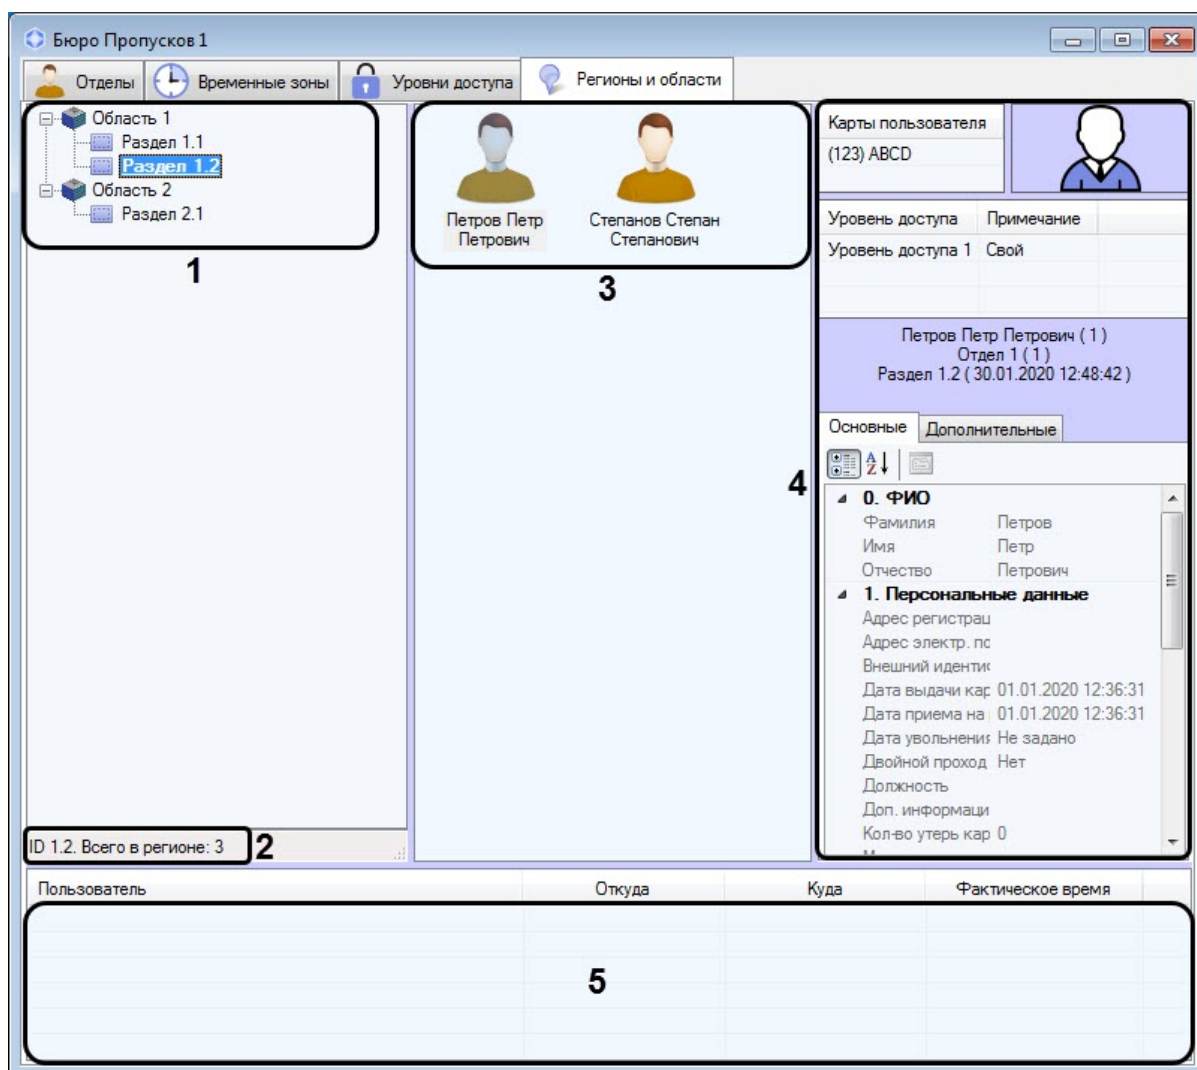 Бюро Пропусков 1
Отделы Временные зоны Уровни доступа Регионы и области
Область 1
Раздел 1.1
Раздел 1.2
Область 2
Раздел 2.1
1
ID 1.2. Всего в регионе: 3
2
Петров Петр Петрович
Степанов Степан Степанович
3
Карты пользователя
(123) ABCD
Уровень доступа Примечание
Уровень доступа 1 Свой
Петров Петр Петрович ( 1 )
Отдел 1 ( 1 )
Раздел 1.2 ( 30.01.2020 12:48:42 )
Основные Дополнительные
4
0. ФИО
Фамилия Петров
Имя Петр
Отчество Петрович
1. Персональные данные
Адрес регистрац
Адрес электр. по
Внешний иденти
Дата выдачи кар 01.01.2020 12:36:31
Дата приема на 01.01.2020 12:36:31
Дата увольнения Не задано
Двойной проход Нет
Должность
Доп. информаци
Кол-во утерь кар 0
Пользователь Откуда Куда Фактическое время
5